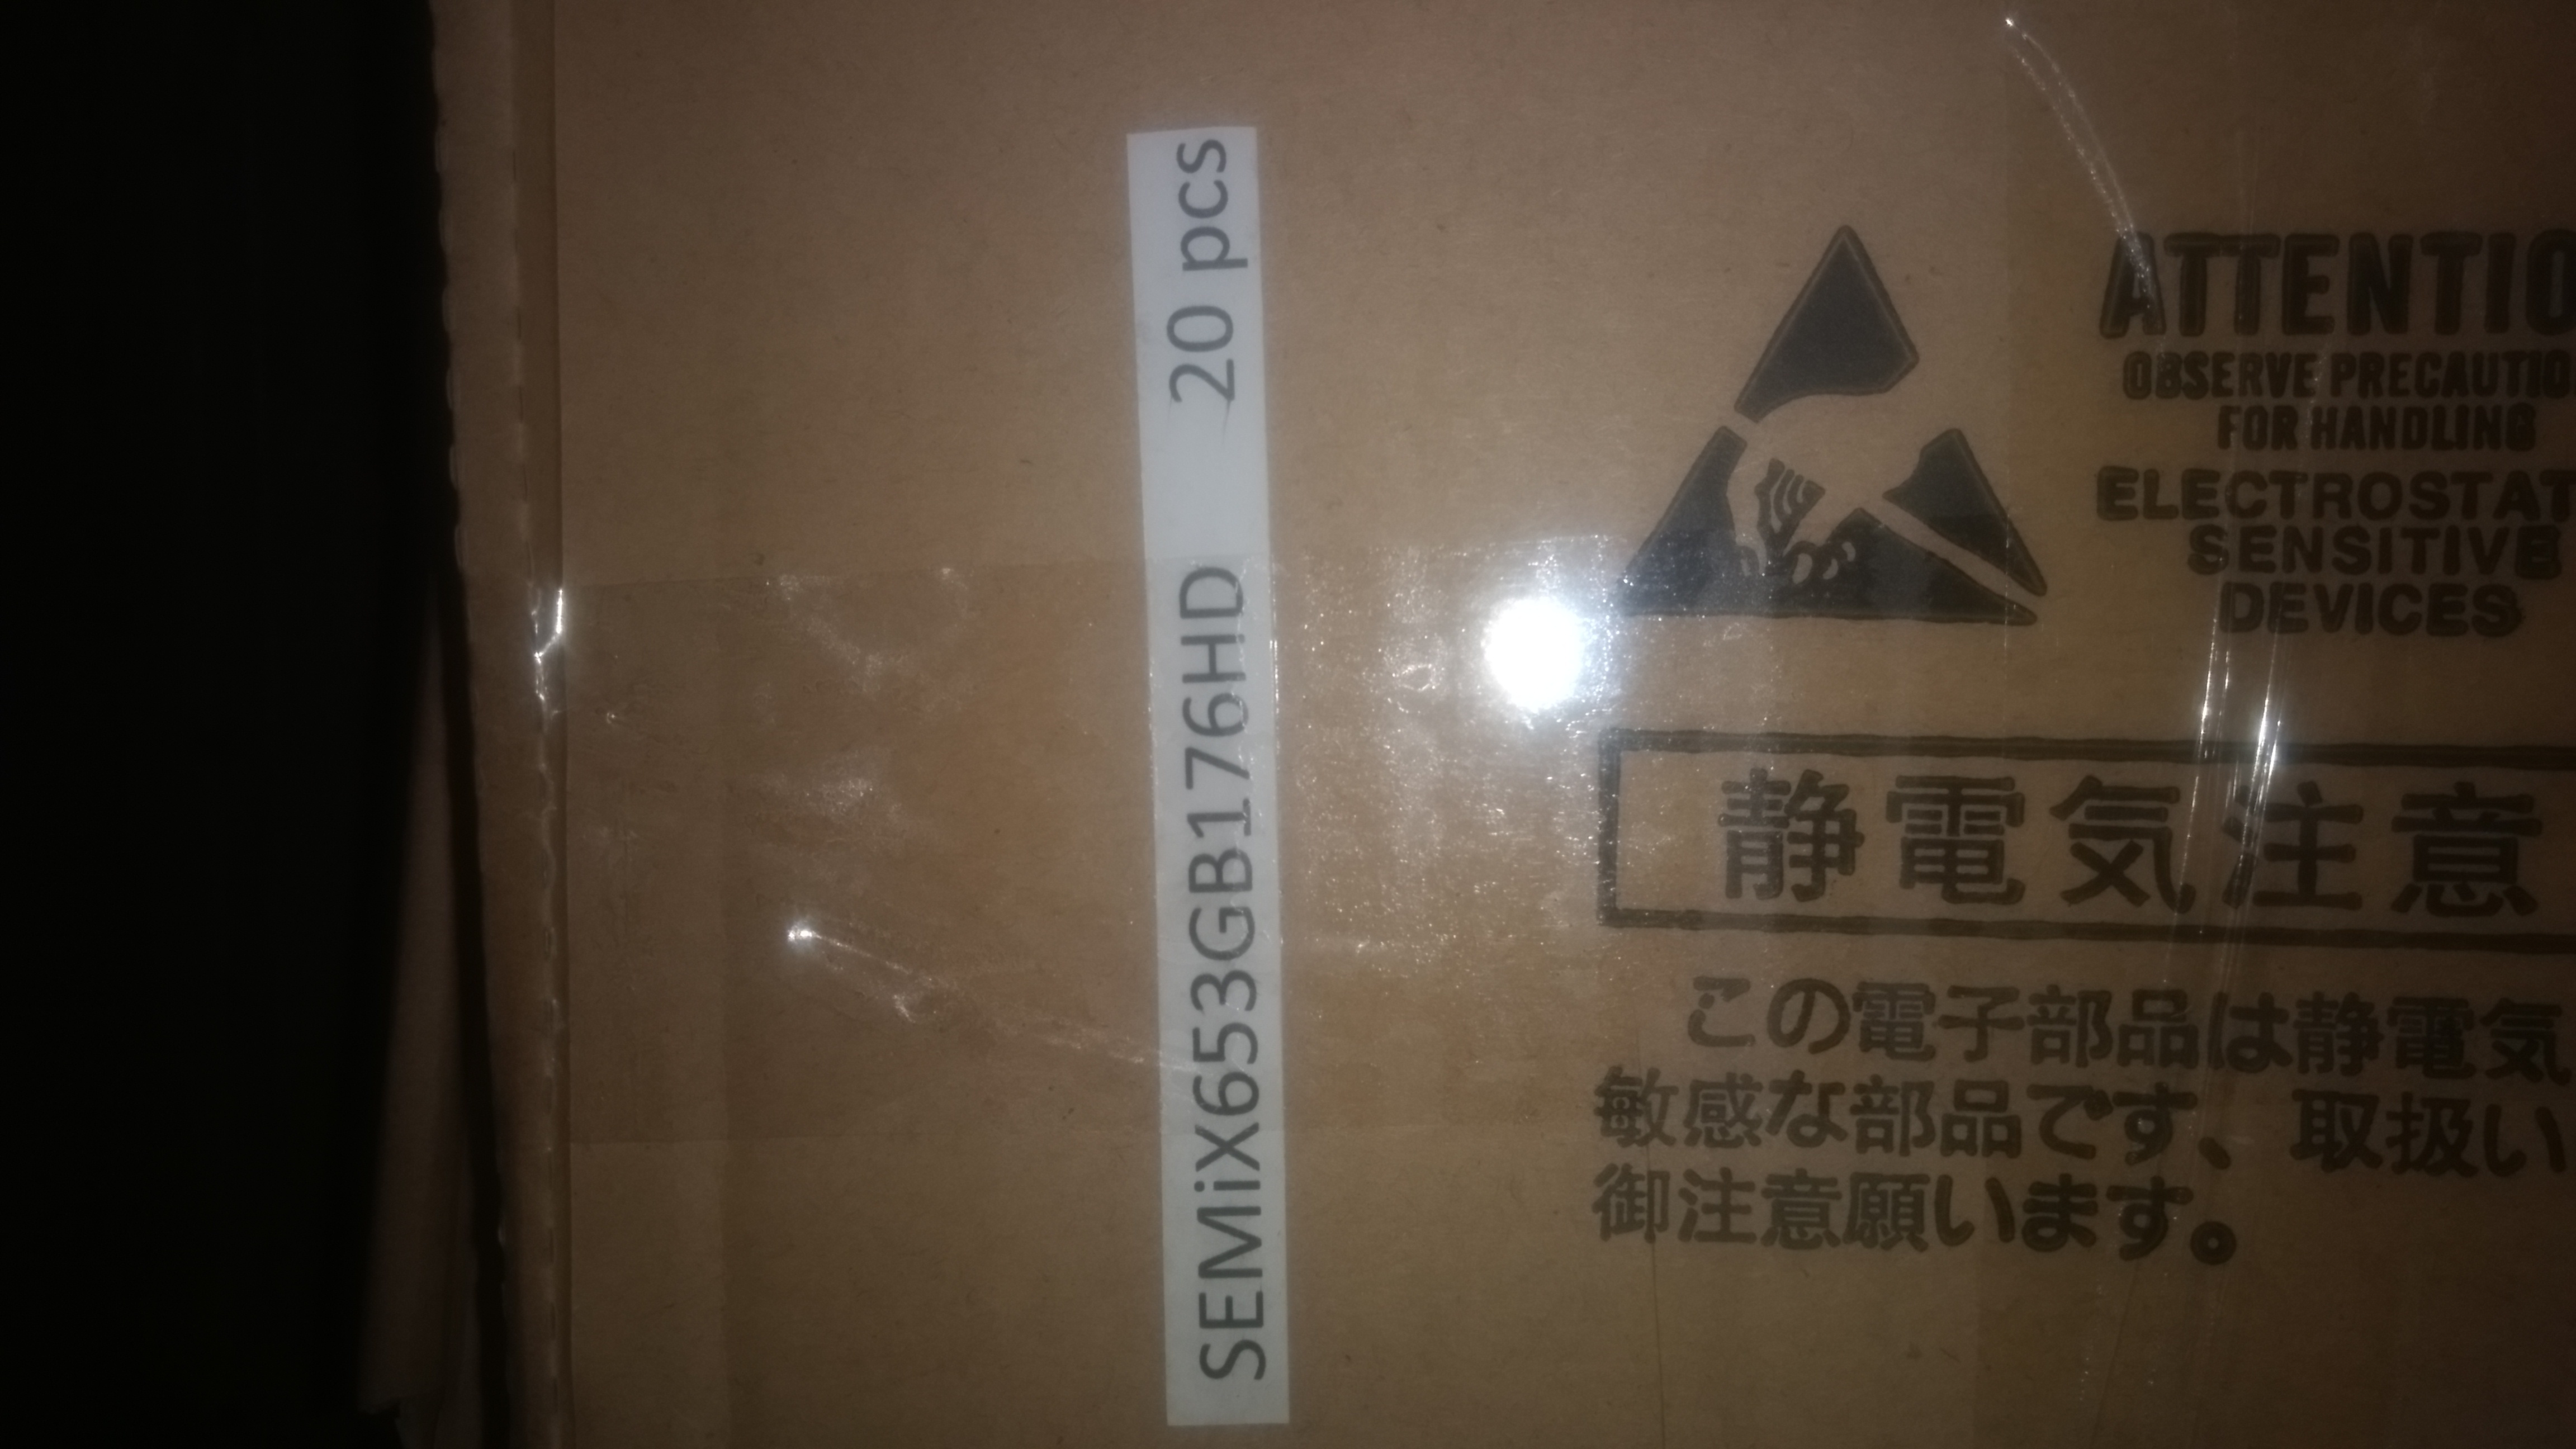 SEMiX653GB176HD 20 pcs
ATTENTIO
OBSERVE PRECAUTIO
FOR HANDLING
ELECTROSTAT
SENSITIVE
DEVICES
静電気注意
この電子部品は静電気
敏感な部品です、取扱い
御注意願います。